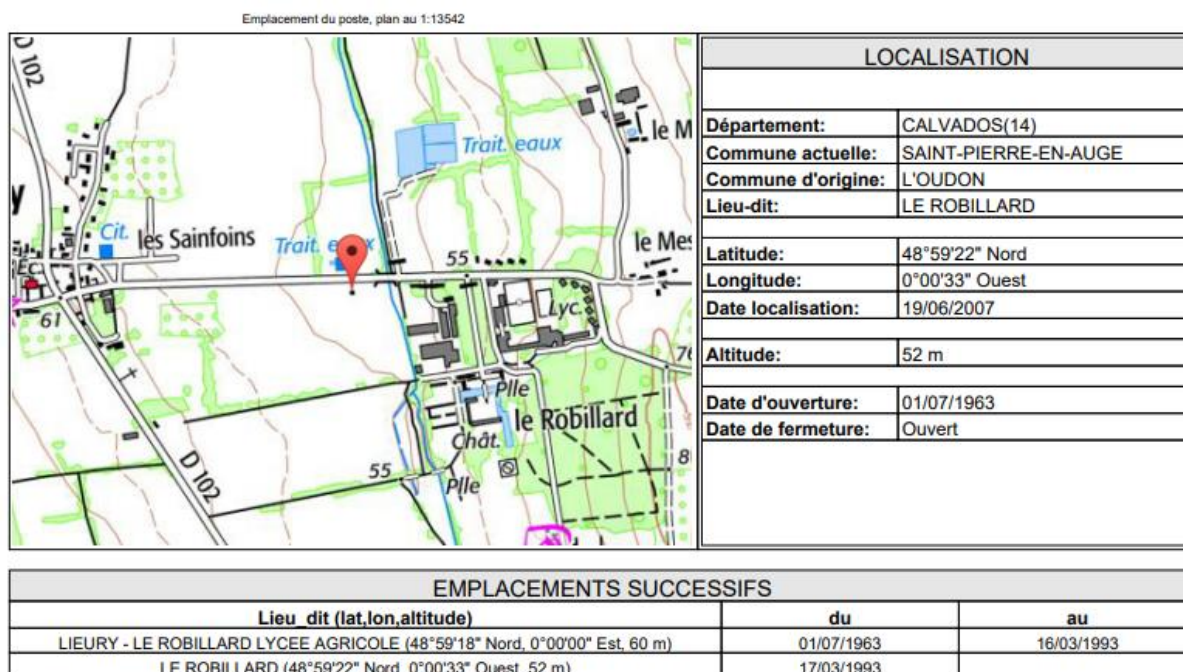 Emplacement du poste, plan au 1:13542
D 102
Trait. eaux
le M
Cit.
les Sainfoins
Trait. eaux
55
le Mes
61
Lyc.
76
Plle
le Robillard
Chât.
D 102
55
Plle
8
LOCALISATION
Département: CALVADOS(14)
Commune actuelle: SAINT-PIERRE-EN-AUGE
Commune d'origine: L'OUDON
Lieu-dit: LE ROBILLARD
Latitude: 48°59'22" Nord
Longitude: 0°00'33" Ouest
Date localisation: 19/06/2007
Altitude: 52 m
Date d'ouverture: 01/07/1963
Date de fermeture: Ouvert
EMPLACEMENTS SUCCESSIFS
Lieu_dit (lat,lon,altitude) du au
LIEURY - LE ROBILLARD LYCEE AGRICOLE (48°59'18" Nord, 0°00'00" Est, 60 m) 01/07/1963 16/03/1993
LE ROBILLARD (48°59'22" Nord, 0°00'33" Ouest, 52 m) 17/03/1993